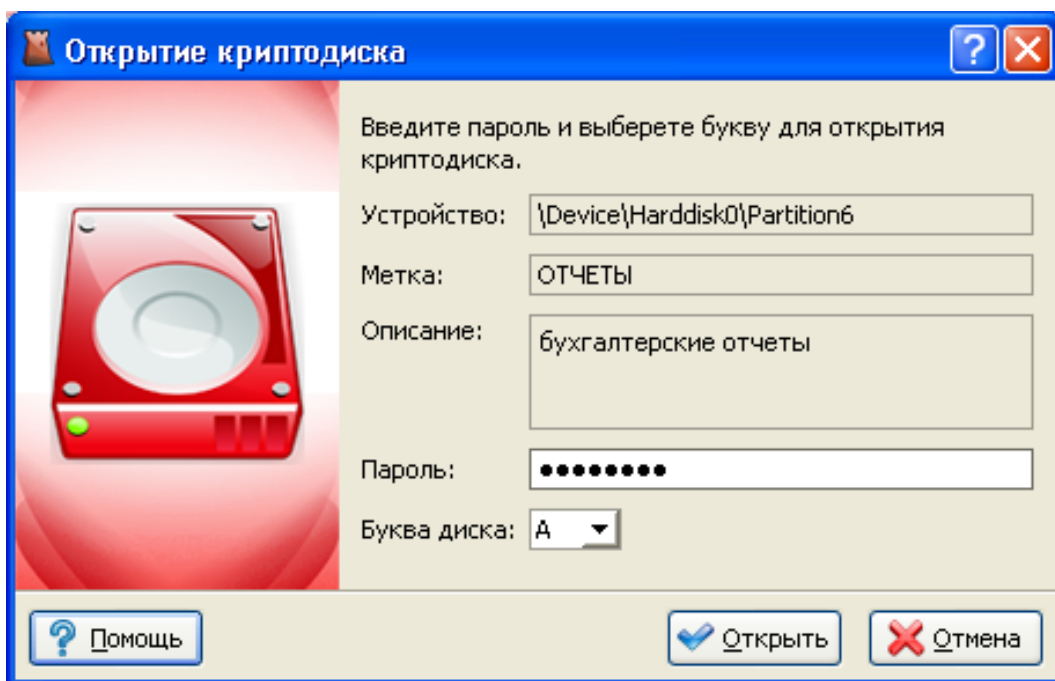 Открытие криптодиска
Введите пароль и выберете букву для открытия
криптодиска.
Устройство: \Device\Harddisk0\Partition6
Метка: ОТЧЕТЫ
Описание: бухгалтерские отчеты
Пароль: ●●●●●●●●
Буква диска: A
Помощь Открыть Отмена